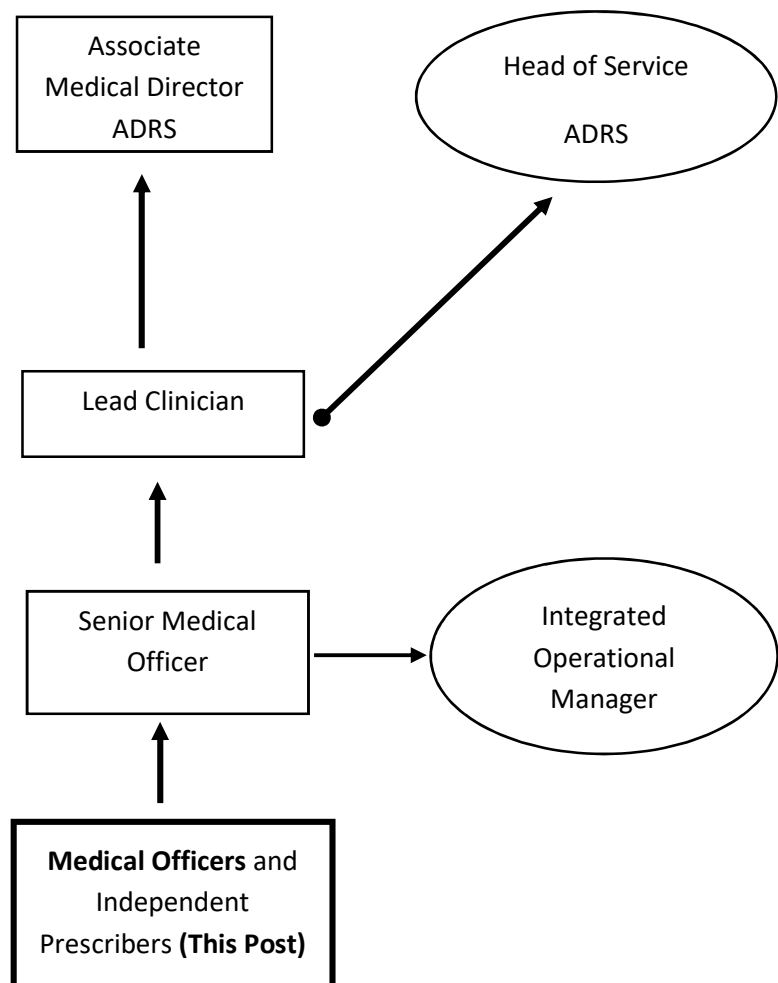 Associate
Medical Director
ADRS
Head of Service
ADRS
Lead Clinician
Senior Medical
Officer
Integrated
Operational
Manager
Medical Officers and
Independent
Prescribers (This Post)